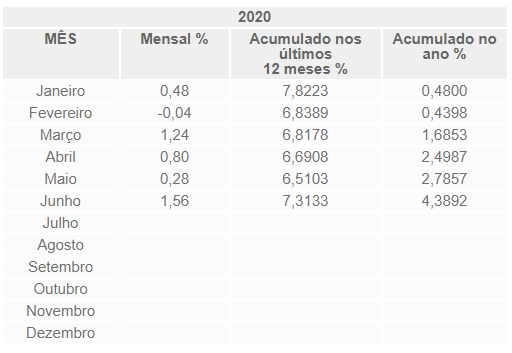 2020
MÊS Mensal % Acumulado nos últimos 12 meses % Acumulado no ano %
Janeiro 0,48 7,8223 0,4800
Fevereiro -0,04 6,8389 0,4398
Março 1,24 6,8178 1,6853
Abril 0,80 6,6908 2,4987
Maio 0,28 6,5103 2,7857
Junho 1,56 7,3133 4,3892
Julho
Agosto
Setembro
Outubro
Novembro
Dezembro